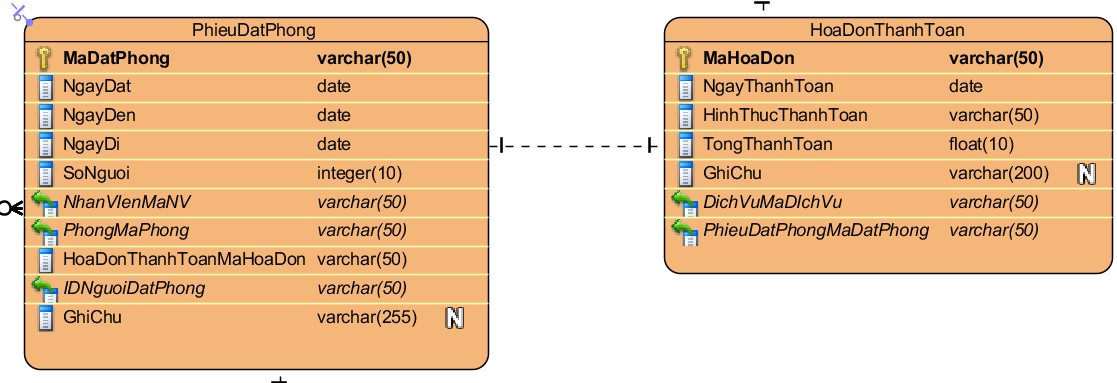 PhieuDatPhong
MaDatPhong varchar(50)
NgayDat date
NgayDen date
NgayDi date
SoNguoi integer(10)
NhanVIenMaNV varchar(50)
PhongMaPhong varchar(50)
HoaDonThanhToanMaHoaDon varchar(50)
IDNguoiDatPhong varchar(50)
GhiChu varchar(255) N
HoaDonThanhToan
MaHoaDon varchar(50)
NgayThanhToan date
HinhThucThanhToan varchar(50)
TongThanhToan float(10)
GhiChu varchar(200) N
DichVuMaDIchVu varchar(50)
PhieuDatPhongMaDatPhong varchar(50)